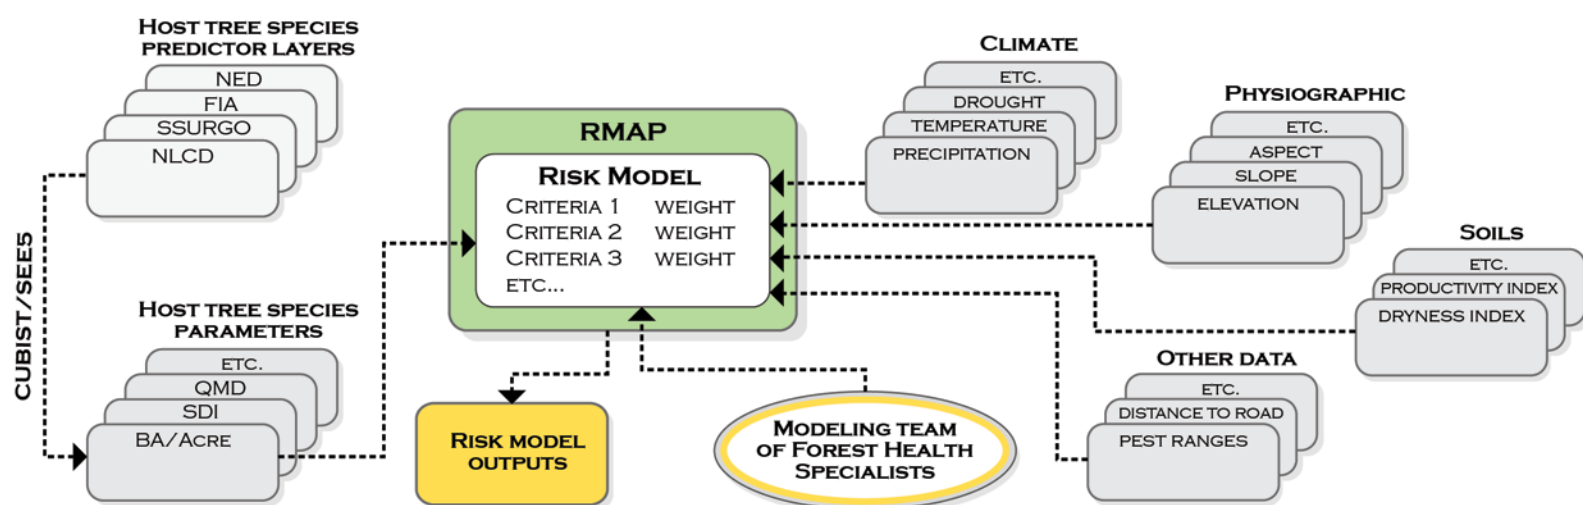 HOST TREE SPECIES
PREDICTOR LAYERS
NED
FIA
SSURGO
NLCD
CUBIST/SEE5
HOST TREE SPECIES
PARAMETERS
ETC.
QMD
SDI
BA/ACRE
RMAP
RISK MODEL
CRITERIA 1 WEIGHT
CRITERIA 2 WEIGHT
CRITERIA 3 WEIGHT
ETC...
RISK MODEL
OUTPUTS
MODELING TEAM
OF FOREST HEALTH
SPECIALISTS
CLIMATE
ETC.
DROUGHT
TEMPERATURE
PRECIPITATION
PHYSIOGRAPHIC
ETC.
ASPECT
SLOPE
ELEVATION
SOILS
ETC.
PRODUCTIVITY INDEX
DRYNESS INDEX
OTHER DATA
ETC.
DISTANCE TO ROAD
PEST RANGES